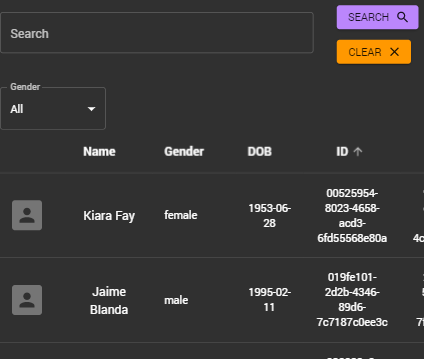 Search
SEARCH
CLEAR
Gender
All
Name Gender DOB ID
Kiara Fay female 1953-06-28 00525954-8023-4658-acd3-6fd55568e80a
Jaime Blanda male 1995-02-11 019fe101-2d2b-4346-89d6-7c7187c0ee3c